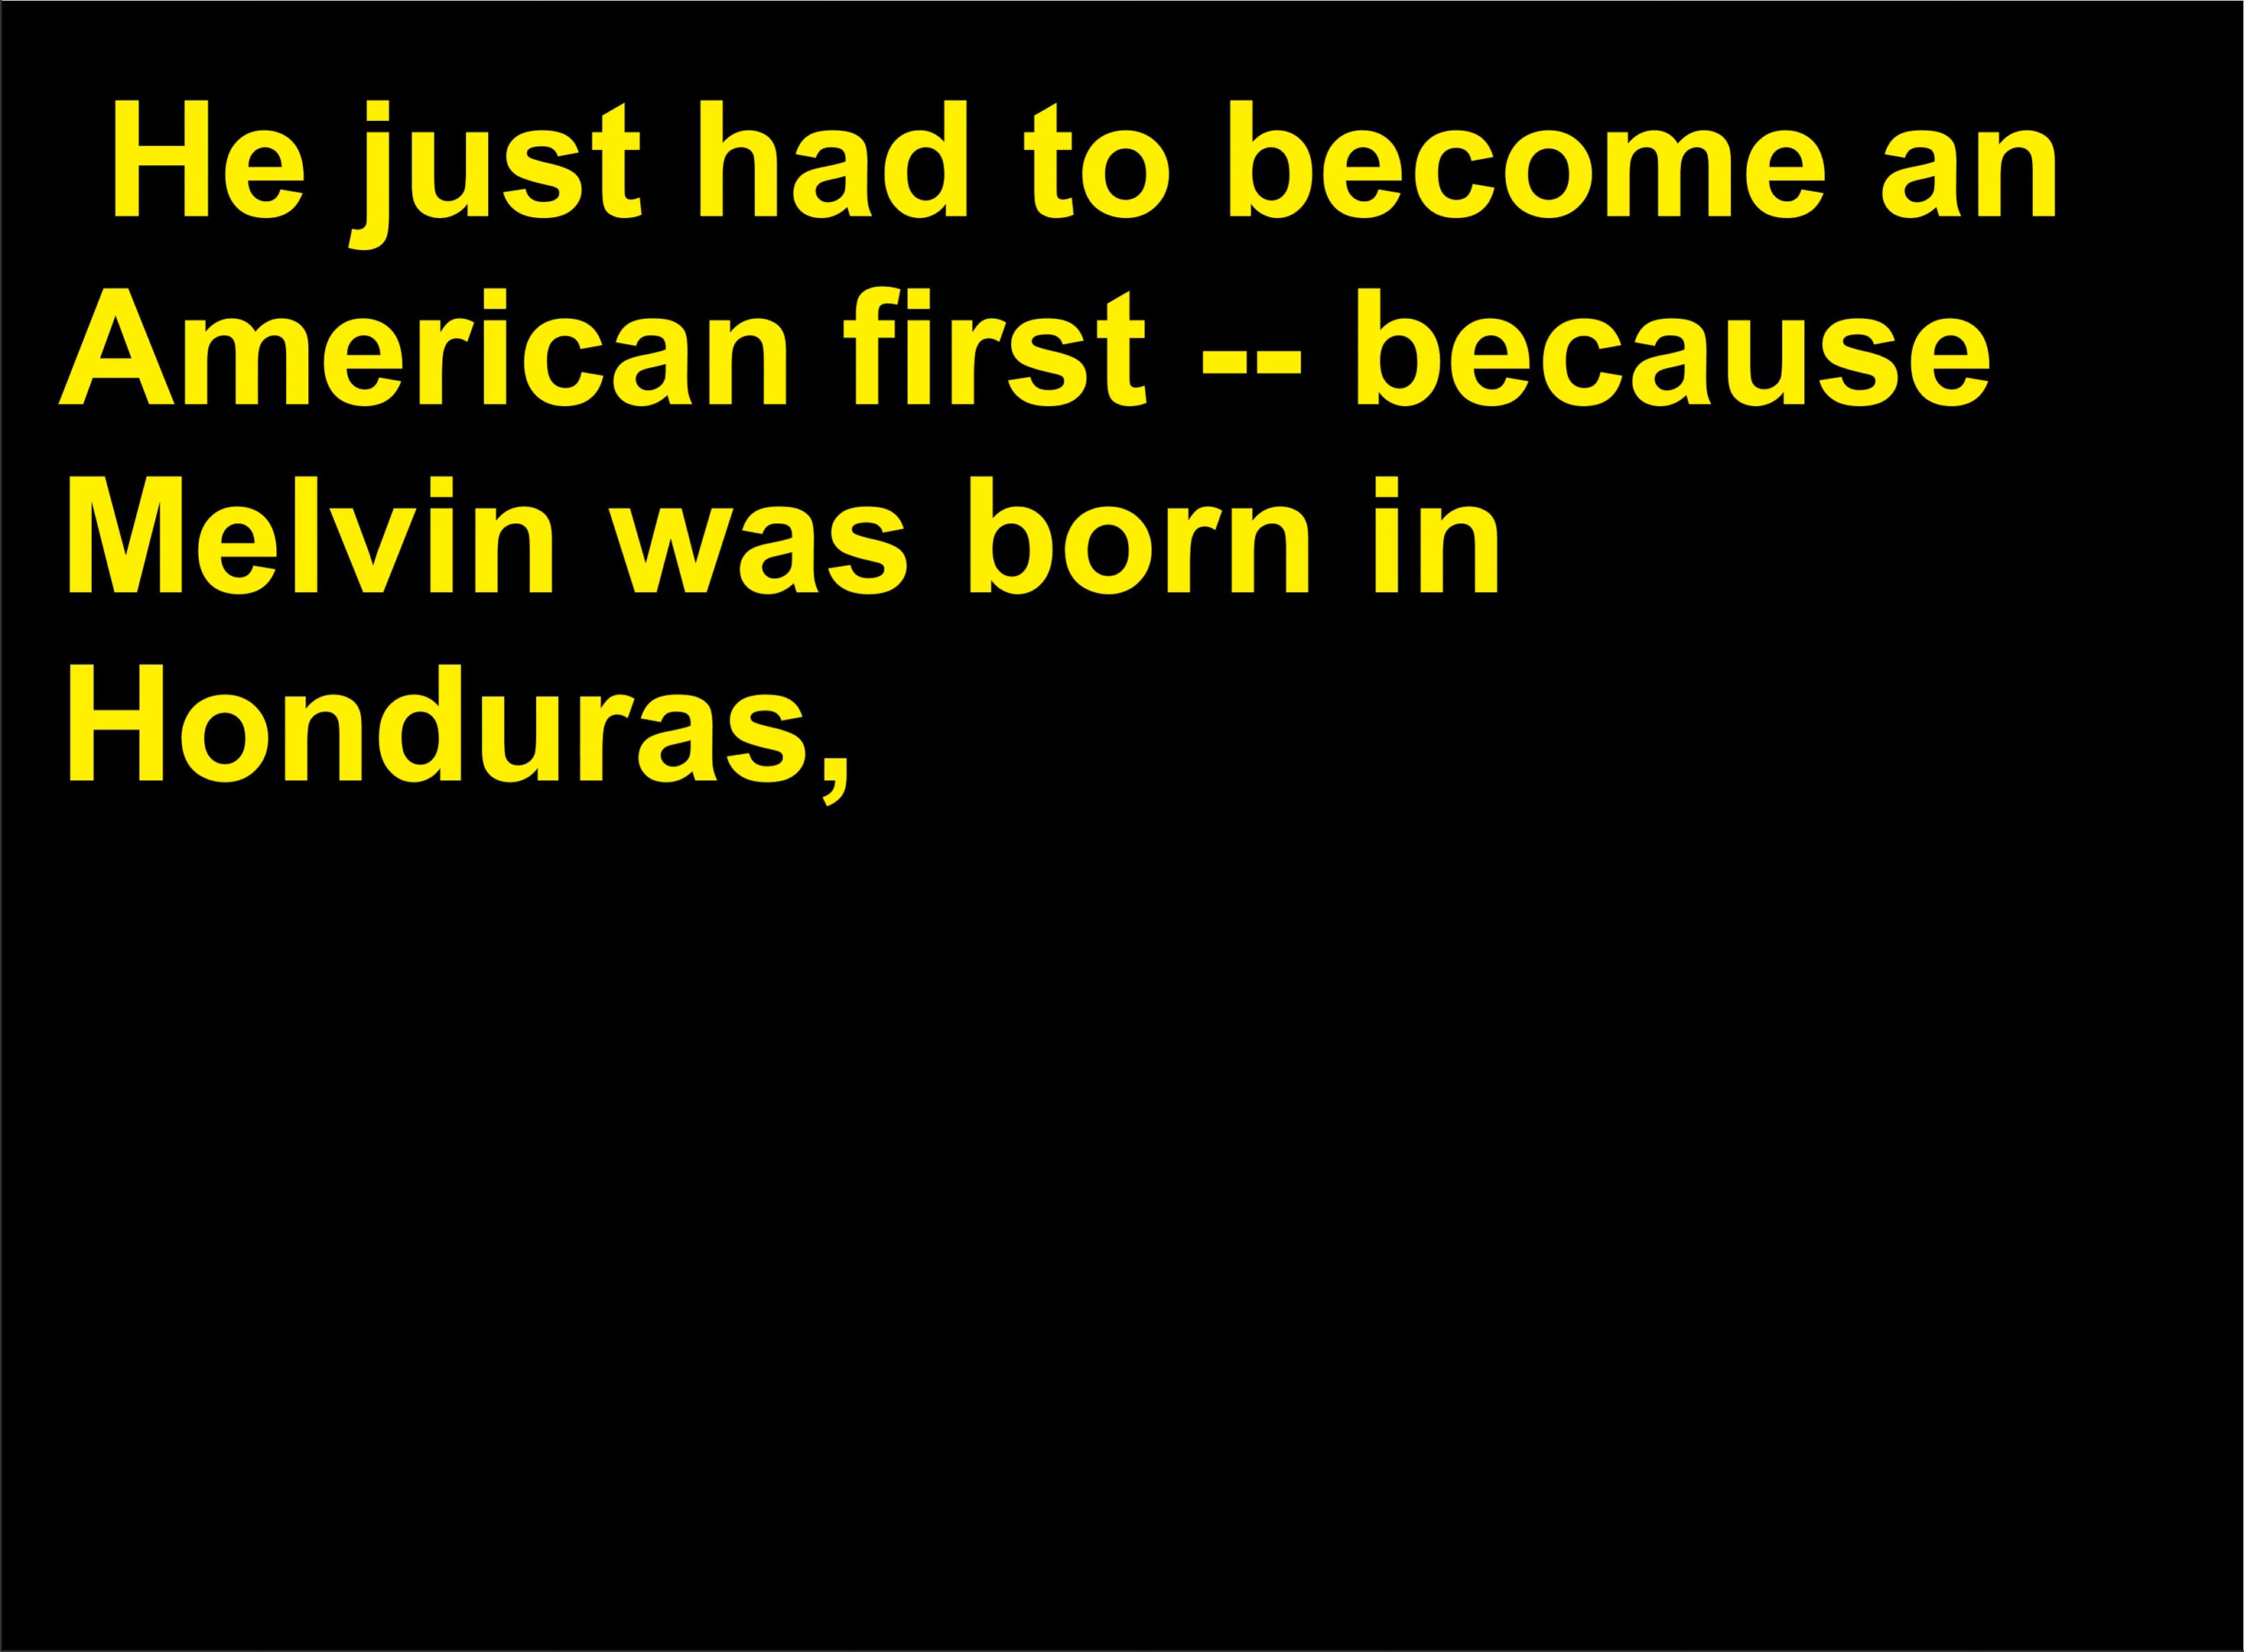 He just had to become an
American first -- because
Melvin was born in
Honduras,